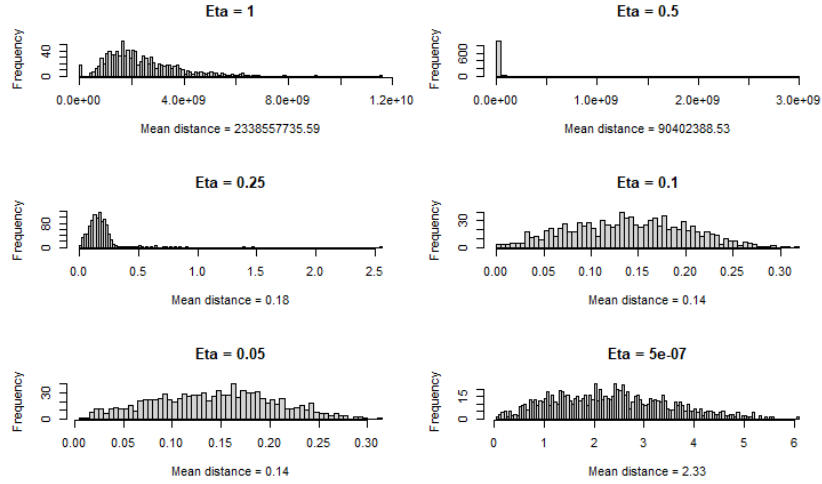 Eta = 1
Frequency
0 40
0.0e+00 4.0e+09 8.0e+09 1.2e+10
Mean distance = 2338557735.59
Eta = 0.5
Frequency
0 600
0.0e+00 1.0e+09 2.0e+09 3.0e+09
Mean distance = 90402388.53
Eta = 0.25
Frequency
0 80
0.0 0.5 1.0 1.5 2.0 2.5
Mean distance = 0.18
Eta = 0.1
Frequency
0 30
0.00 0.05 0.10 0.15 0.20 0.25 0.30
Mean distance = 0.14
Eta = 0.05
Frequency
0 30
0.00 0.05 0.10 0.15 0.20 0.25 0.30
Mean distance = 0.14
Eta = 5e-07
Frequency
0 15
0 1 2 3 4 5 6
Mean distance = 2.33